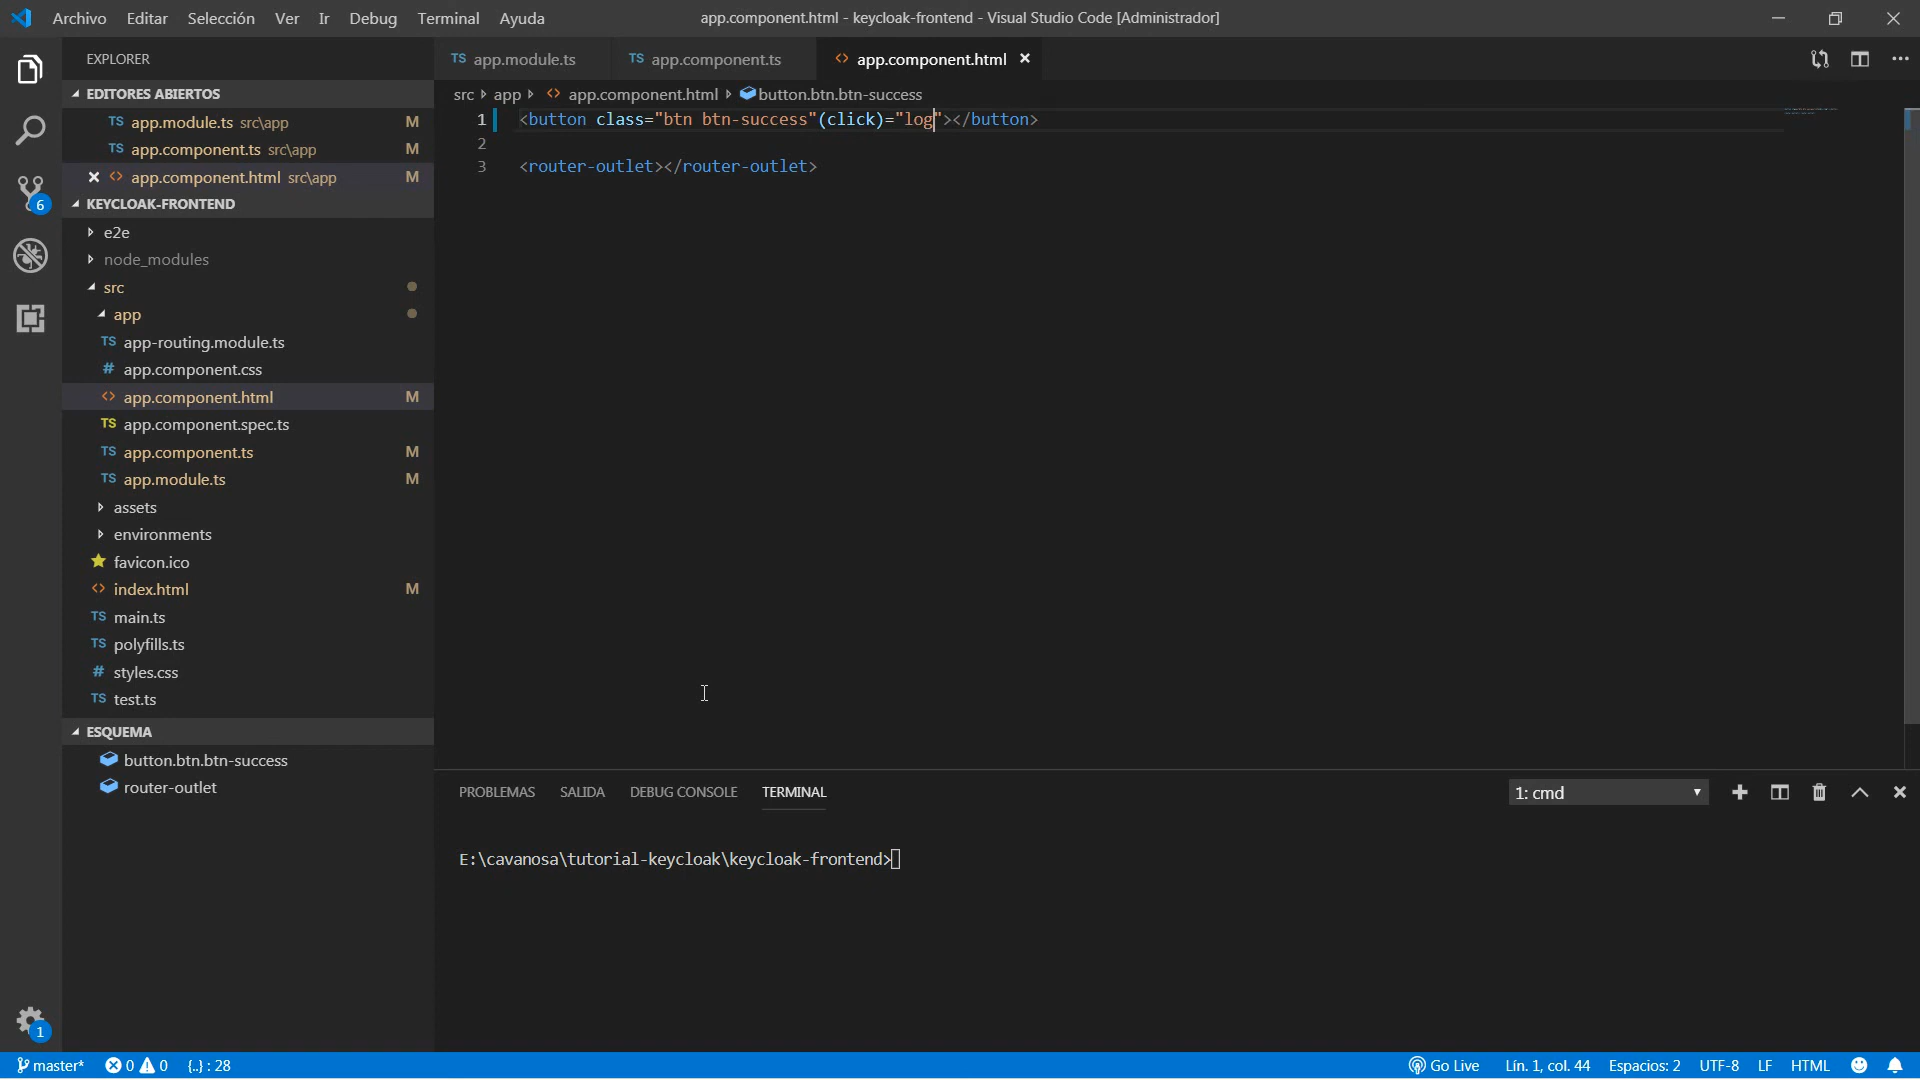 Archivo Editar Selección Ver Ir Debug Terminal Ayuda
app.component.html - keycloak-frontend - Visual Studio Code [Administrador]
EXPLORER
EDITORES ABIERTOS
TS app.module.ts src\app M
TS app.component.ts src\app M
<> app.component.html src\app M
KEYCLOAK-FRONTEND
e2e
node_modules
src
app
TS app-routing.module.ts
# app.component.css
<> app.component.html M
TS app.component.spec.ts
TS app.component.ts M
TS app.module.ts M
assets
environments
favicon.ico
<> index.html M
TS main.ts
TS polyfills.ts
# styles.css
TS test.ts
ESQUEMA
button.btn.btn-success
router-outlet
6
1
TS app.module.ts TS app.component.ts <> app.component.html
src app <> app.component.html button.btn.btn-success
1 <button class="btn btn-success"(click)="log"></button>
2
3 <router-outlet></router-outlet>
PROBLEMAS SALIDA DEBUG CONSOLE TERMINAL 1: cmd
E:\cavanosa\tutorial-keycloak\keycloak-frontend>
master* 0 0 {..} : 28 Go Live Lín. 1, col. 44 Espacios: 2 UTF-8 LF HTML